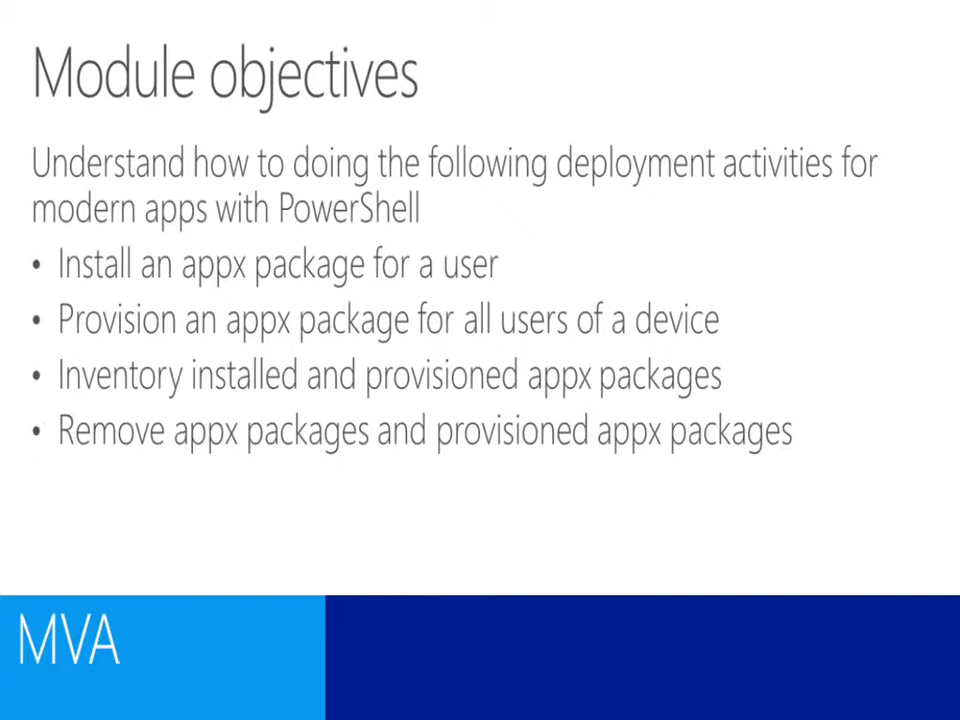 Module objectives
Understand how to doing the following deployment activities for
modern apps with PowerShell
• Install an appx package for a user
• Provision an appx package for all users of a device
• Inventory installed and provisioned appx packages
• Remove appx packages and provisioned appx packages
MVA